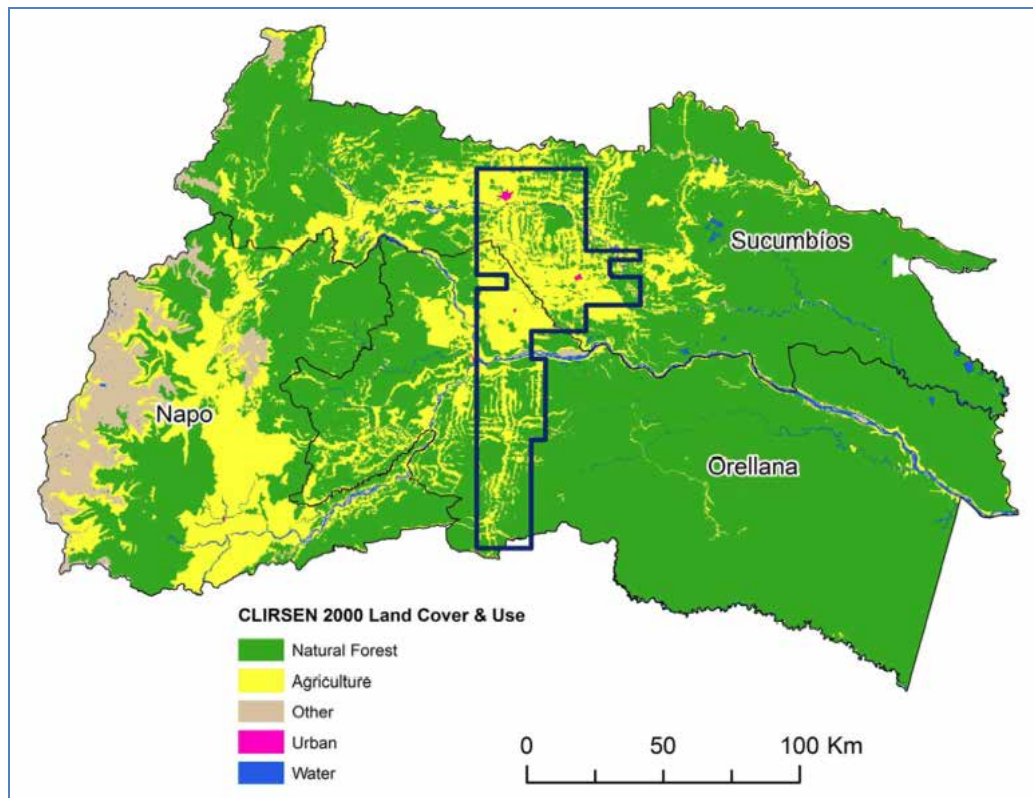 Sucumbíos
Napo
Orellana
CLIRSEN 2000 Land Cover & Use
Natural Forest
Agriculture
Other
Urban
Water
0 50 100 Km